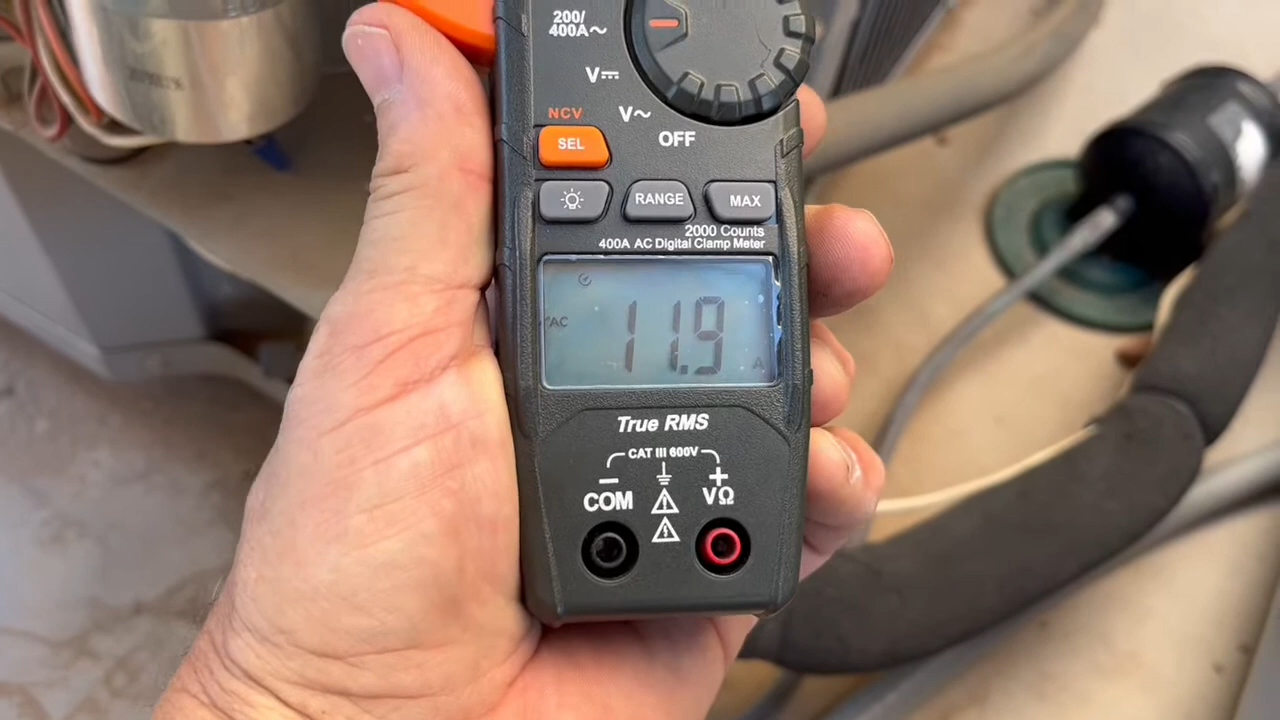 200/
400A~
V⎓
V~
OFF
NCV
SEL
RANGE
MAX
2000 Counts
400A AC Digital Clamp Meter
AC
11.9
A
True RMS
CAT III 600V
− +
COM VΩ